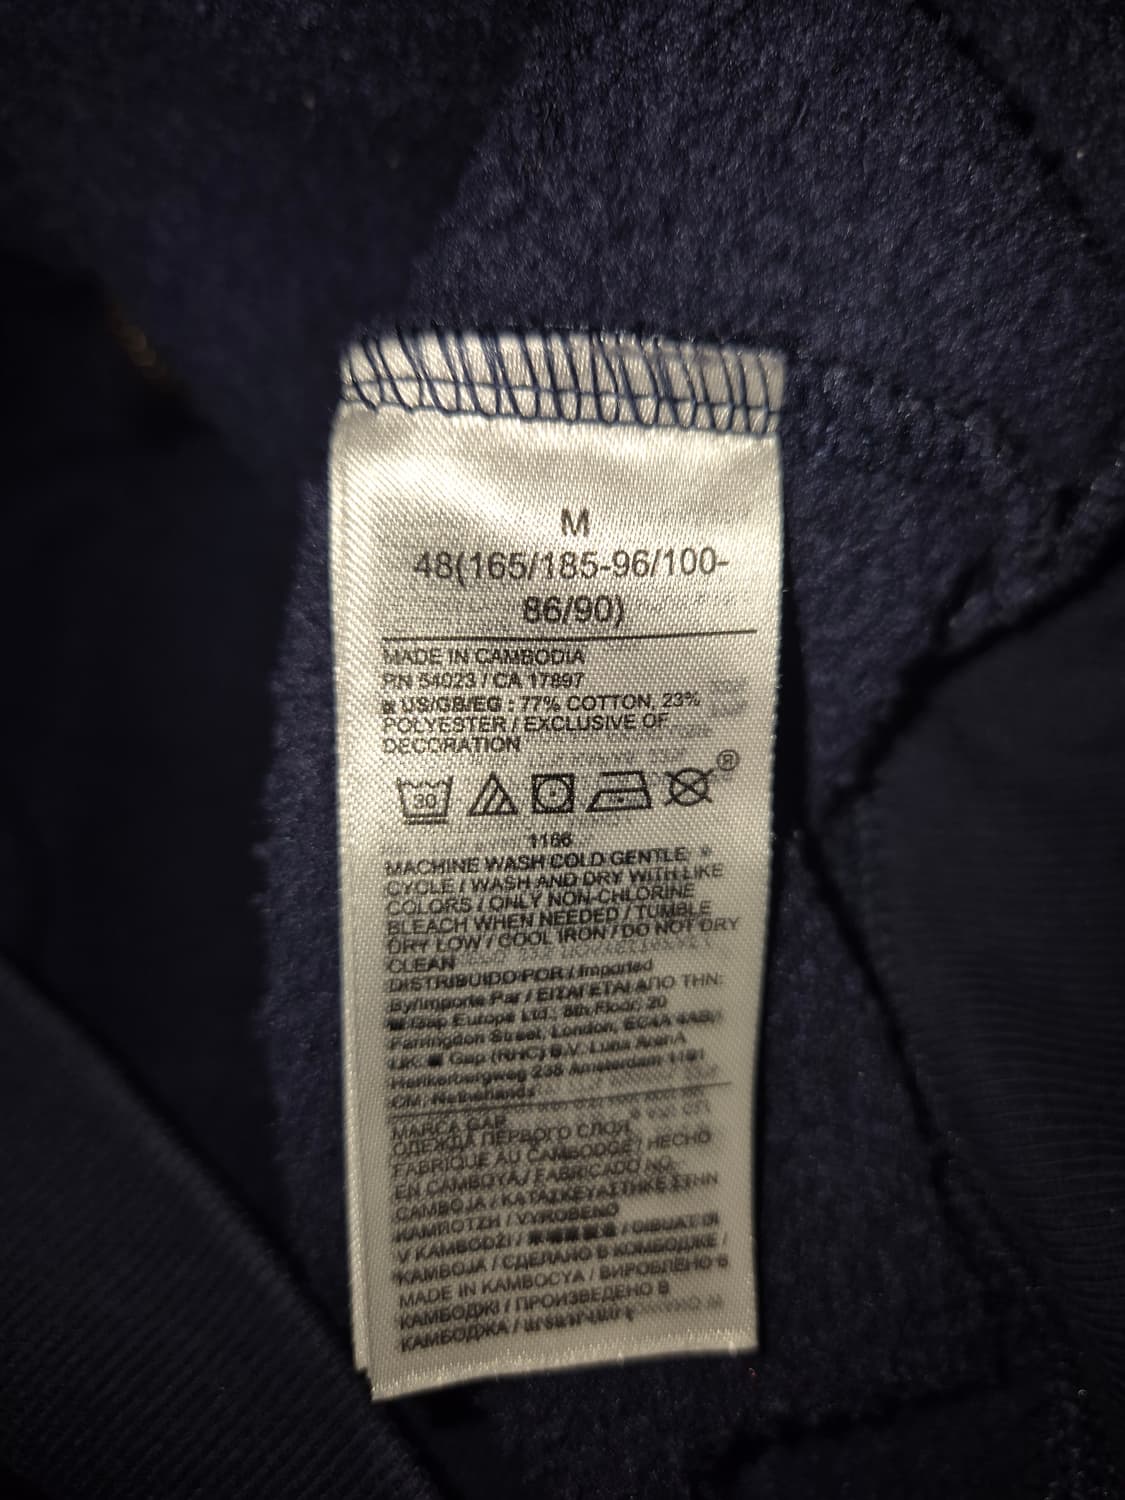 M
48(165/185-96/100-
86/90)
MADE IN CAMBODIA
RN 54023 / CA 17897
US/GB/EG : 77% COTTON, 23%
POLYESTER / EXCLUSIVE OF
DECORATION
30
®
1166
MACHINE WASH COLD GENTLE
CYCLE / WASH AND DRY WITH LIKE
COLORS / ONLY NON-CHLORINE
BLEACH WHEN NEEDED / TUMBLE
DRY LOW / COOL IRON / DO NOT DRY
CLEAN
DISTRIBUIDO POR / Imported
By/Importe Par / ΕΙΣΑΓΕΤΑΙ ΑΠΟ ΤΗΝ:
Gap Europe Ltd., 8th Floor, 20
Farringdon Street, London, EC4A 4AB/
UK: Gap (RHC) B.V. Luna ArenA
Herikerbergweg 238 Amsterdam 1101
CM, Netherlands
MARCA GAP
ОДЕЖДА ПЕРВОГО СЛОЯ
FABRIQUÉ AU CAMBODGE / HECHO
EN CAMBOYA / FABRICADO NO
CAMBOJA / ΚΑΤΑΣΚΕΥΑΣΤΗΚΕ ΣΤΗΝ
ΚΑΜΠΟΤΖΗ / VYROBENO
V KAMBODŽI / / DIBUAT DI
KAMBOJA / СДЕЛАНО В КОМБОДЖЕ /
MADE IN KAMBOCYA / ВИРОБЛЕНО В
КАМБОДЖІ / ПРОИЗВЕДЕНО В
КАМБОДЖА /